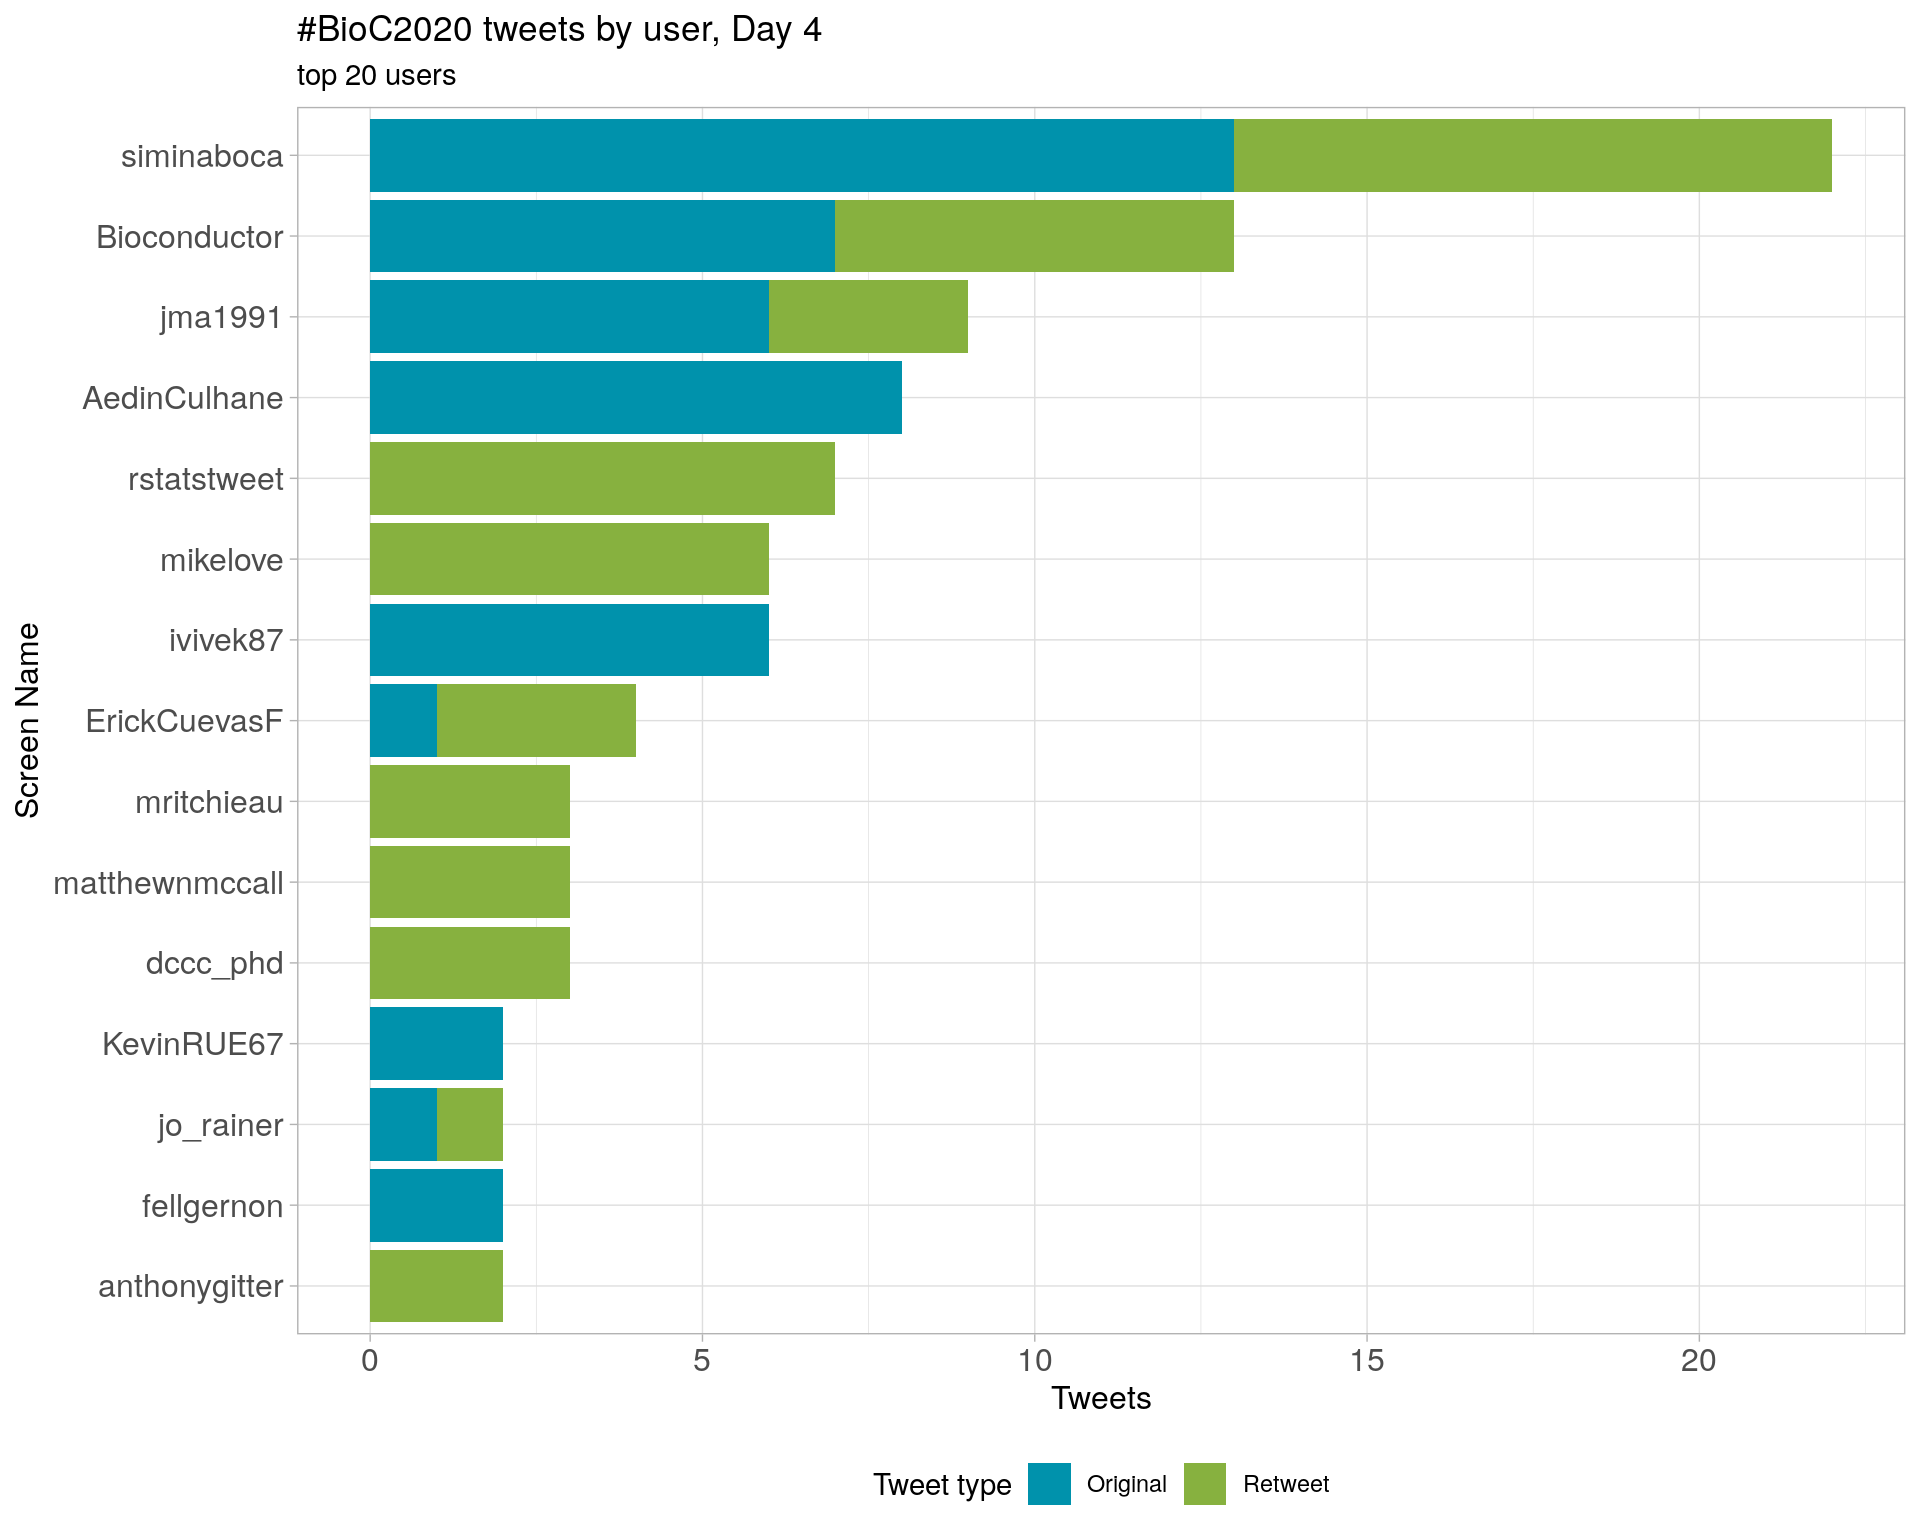 #BioC2020 tweets by user, Day 4
top 20 users
Screen Name
siminaboca
Bioconductor
jma1991
AedinCulhane
rstatstweet
mikelove
ivivek87
ErickCuevasF
mritchieau
matthewnmccall
dccc_phd
KevinRUE67
jo_rainer
fellgernon
anthonygitter
0 5 10 15 20
Tweets
Tweet type Original Retweet